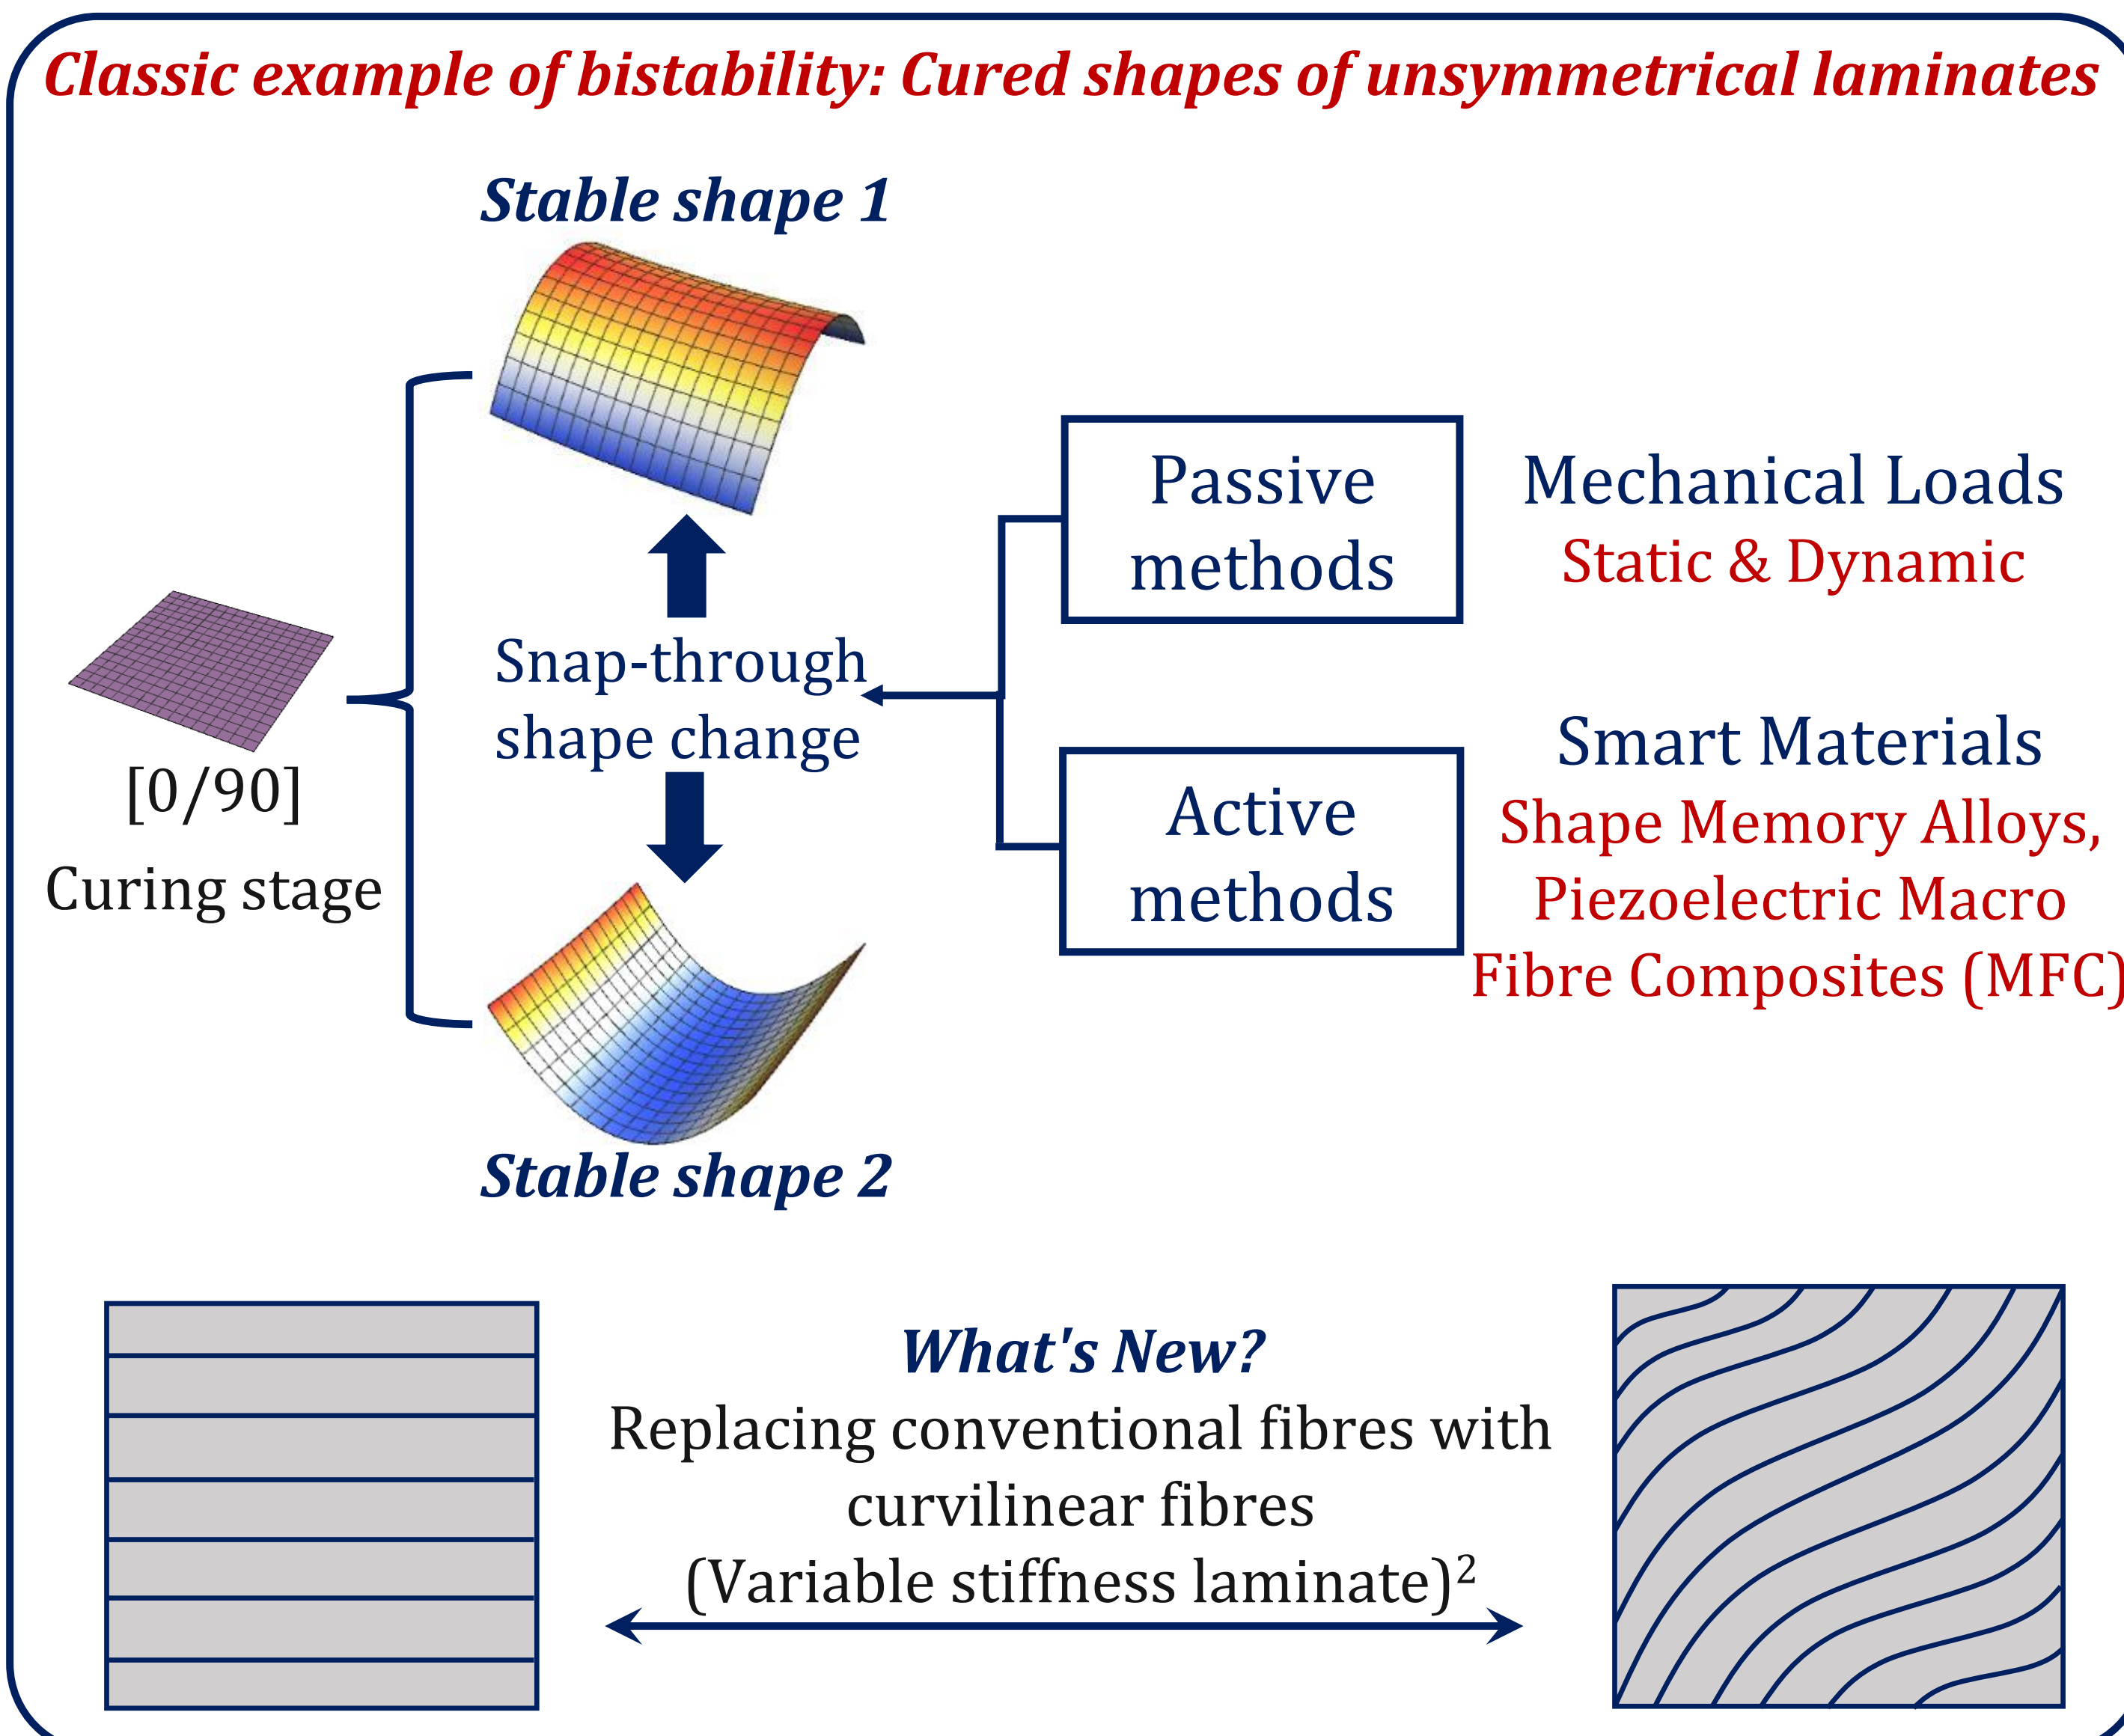 Classic example of bistability: Cured shapes of unsymmetrical laminates
Stable shape 1
[0/90]
Curing stage
Snap-through
shape change
Stable shape 2
Passive
methods
Mechanical Loads
Static & Dynamic
Active
methods
Smart Materials
Shape Memory Alloys,
Piezoelectric Macro
Fibre Composites (MFC)
What's New?
Replacing conventional fibres with
curvilinear fibres
(Variable stiffness laminate)²